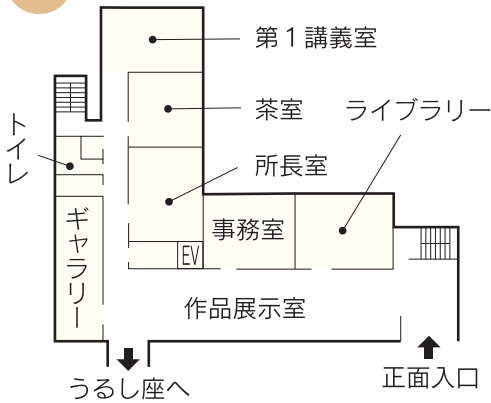 第１講義室
茶室
ライブラリー
トイレ
所長室
ギャラリー
事務室
EV
作品展示室
うるし座へ
正面入口